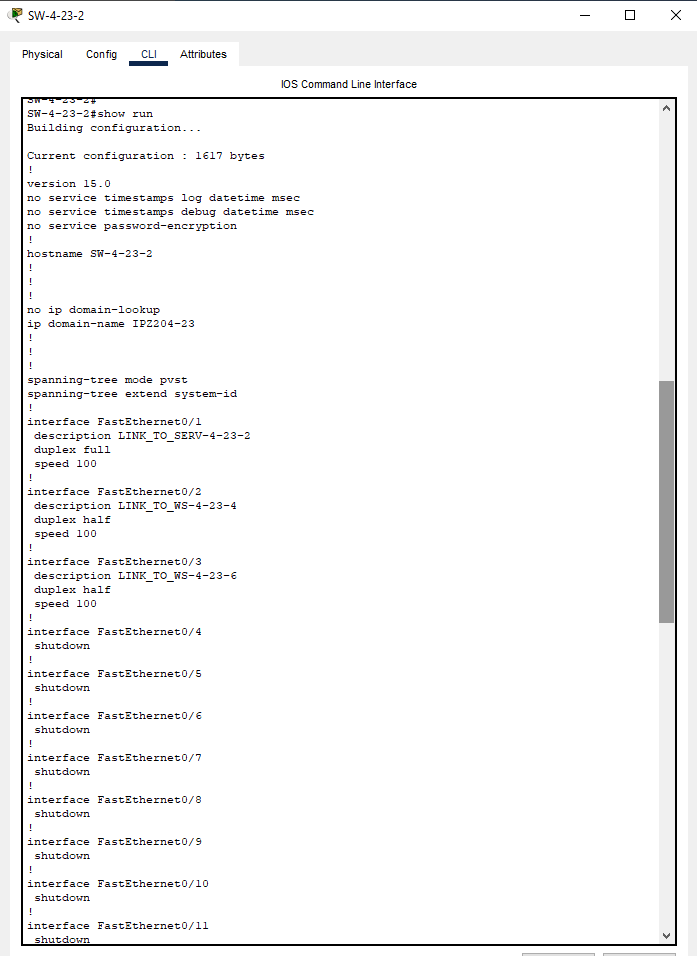 SW-4-23-2
Physical Config CLI Attributes
IOS Command Line Interface
SW-4-23-2#
SW-4-23-2#show run
Building configuration...
Current configuration : 1617 bytes
!
version 15.0
no service timestamps log datetime msec
no service timestamps debug datetime msec
no service password-encryption
!
hostname SW-4-23-2
!
!
!
no ip domain-lookup
ip domain-name IPZ204-23
!
!
!
spanning-tree mode pvst
spanning-tree extend system-id
!
interface FastEthernet0/1
description LINK_TO_SERV-4-23-2
duplex full
speed 100
!
interface FastEthernet0/2
description LINK_TO_WS-4-23-4
duplex half
speed 100
!
interface FastEthernet0/3
description LINK_TO_WS-4-23-6
duplex half
speed 100
!
interface FastEthernet0/4
shutdown
!
interface FastEthernet0/5
shutdown
!
interface FastEthernet0/6
shutdown
!
interface FastEthernet0/7
shutdown
!
interface FastEthernet0/8
shutdown
!
interface FastEthernet0/9
shutdown
!
interface FastEthernet0/10
shutdown
!
interface FastEthernet0/11
shutdown